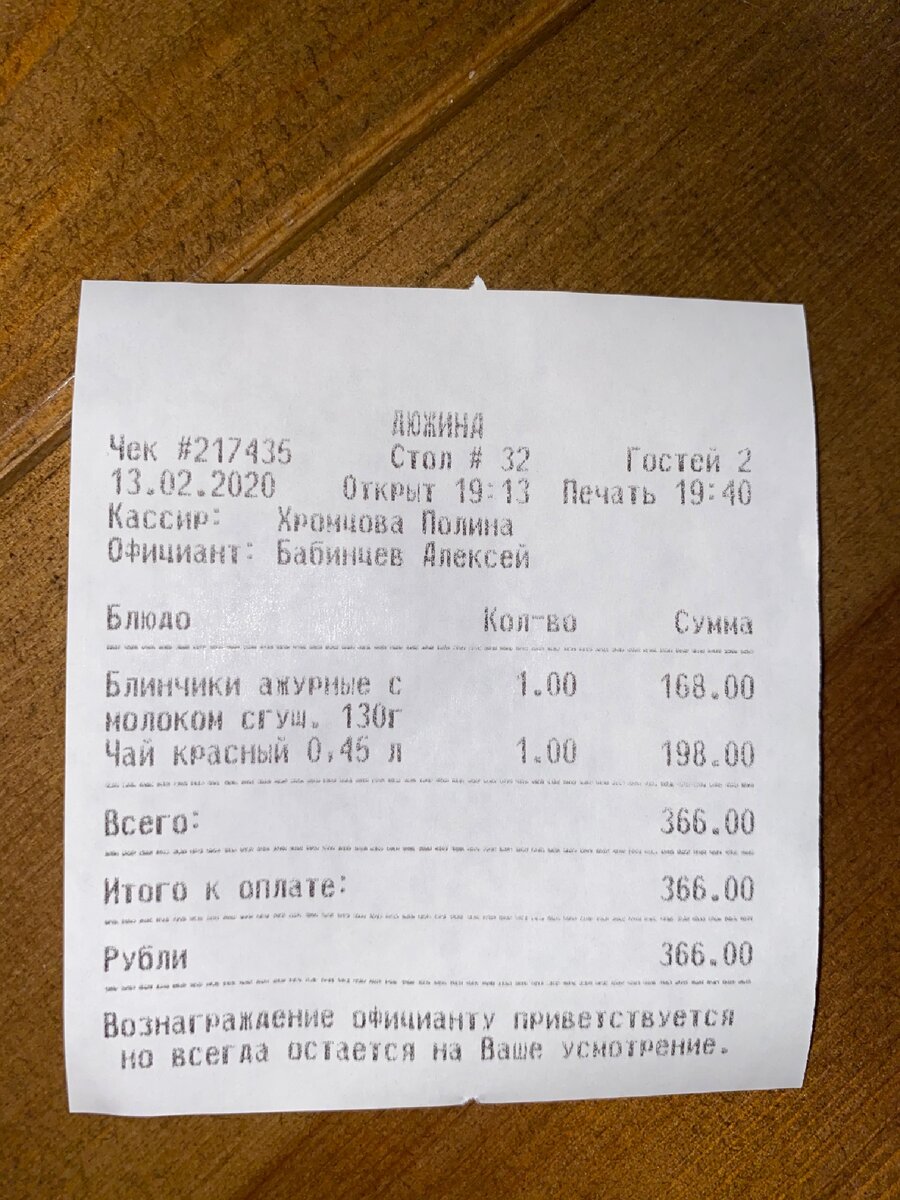 ДЮЖИНА
Чек #217435 Стол # 32 Гостей 2
13.02.2020 Открыт 19:13 Печать 19:40
Кассир: Хромцова Полина
Официант: Бабинцев Алексей
Блюдо Кол-во Сумма
Блинчики ажурные с 1.00 168.00
молоком сгущ. 130г
Чай красный 0,45 л 1.00 198.00
Всего: 366.00
Итого к оплате: 366.00
Рубли 366.00
Вознаграждение официанту приветствуется
но всегда остается на Ваше усмотрение.